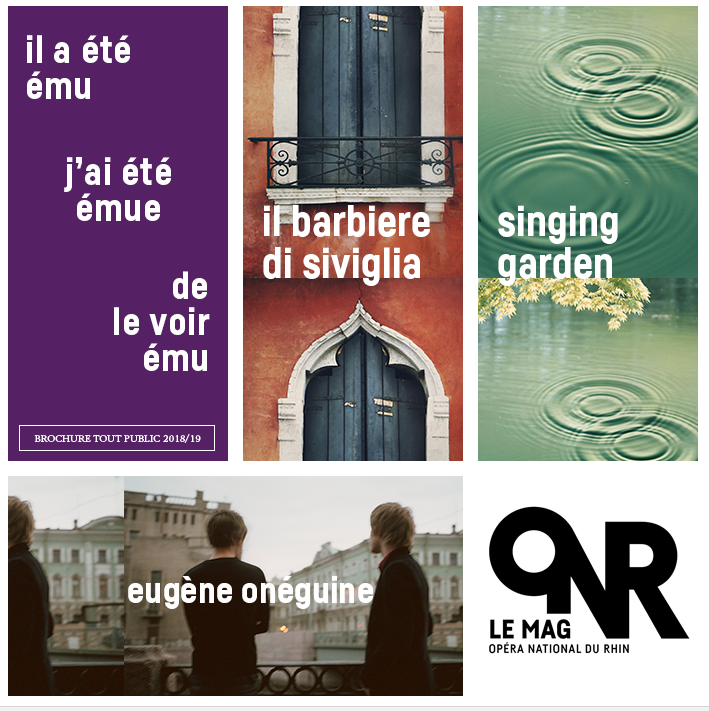 il a été
ému
j’ai été
émue
de
le voir
ému
BROCHURE TOUT PUBLIC 2018/19
il barbiere
di siviglia
singing
garden
eugène onéguine
ONR
LE MAG
OPÉRA NATIONAL DU RHIN